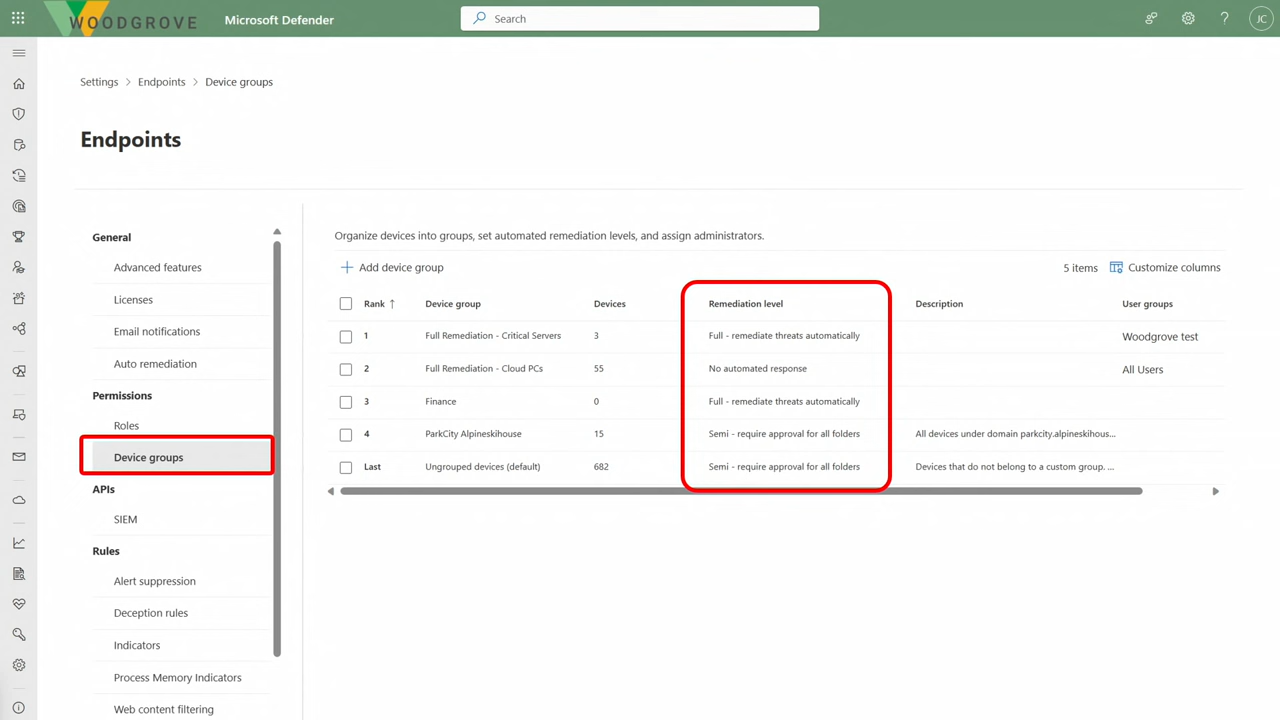 WOODGROVE Microsoft Defender Search ? JC
Settings > Endpoints > Device groups
Endpoints
General
Advanced features
Licenses
Email notifications
Auto remediation
Permissions
Roles
Device groups
APIs
SIEM
Rules
Alert suppression
Deception rules
Indicators
Process Memory Indicators
Web content filtering
Organize devices into groups, set automated remediation levels, and assign administrators.
+ Add device group 5 items Customize columns
Rank ↑ Device group Devices Remediation level Description User groups
1 Full Remediation - Critical Servers 3 Full - remediate threats automatically Woodgrove test
2 Full Remediation - Cloud PCs 55 No automated response All Users
3 Finance 0 Full - remediate threats automatically
4 ParkCity Alpineskihouse 15 Semi - require approval for all folders All devices under domain parkcity.alpineskihous...
Last Ungrouped devices (default) 682 Semi - require approval for all folders Devices that do not belong to a custom group. ...